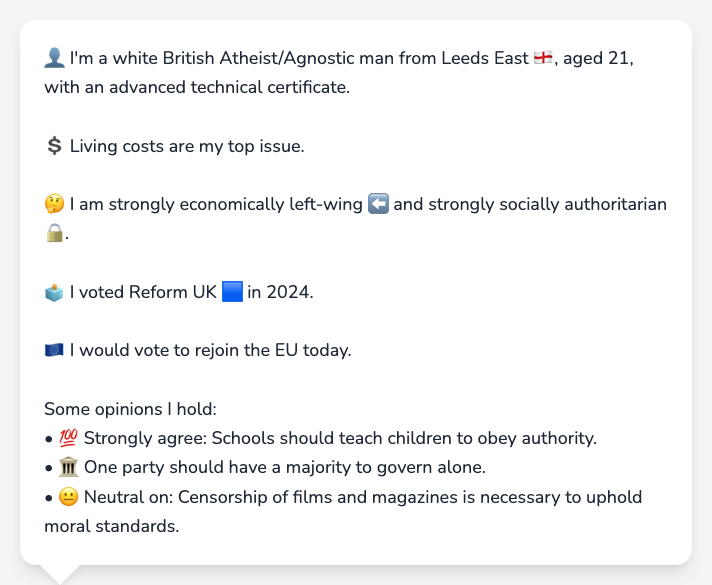 👤 I'm a white British Atheist/Agnostic man from Leeds East 🏴󠁧󠁢󠁥󠁮󠁧󠁿, aged 21,
with an advanced technical certificate.
💲 Living costs are my top issue.
🤔 I am strongly economically left-wing ⬅️ and strongly socially authoritarian
🔒.
🗳️ I voted Reform UK 🟦 in 2024.
🇪🇺 I would vote to rejoin the EU today.
Some opinions I hold:
• 💯 Strongly agree: Schools should teach children to obey authority.
• 🏛️ One party should have a majority to govern alone.
• 😐 Neutral on: Censorship of films and magazines is necessary to uphold
moral standards.